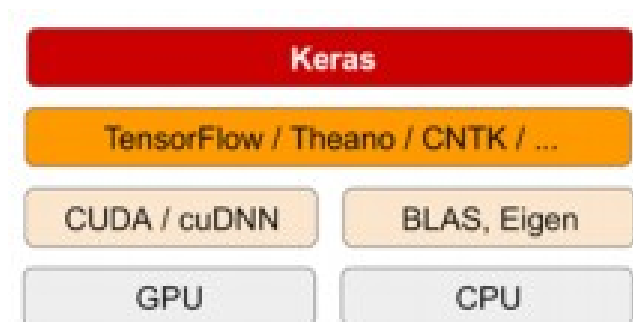 Keras
TensorFlow / Theano / CNTK / ...
CUDA / cuDNN
BLAS, Eigen
GPU
CPU